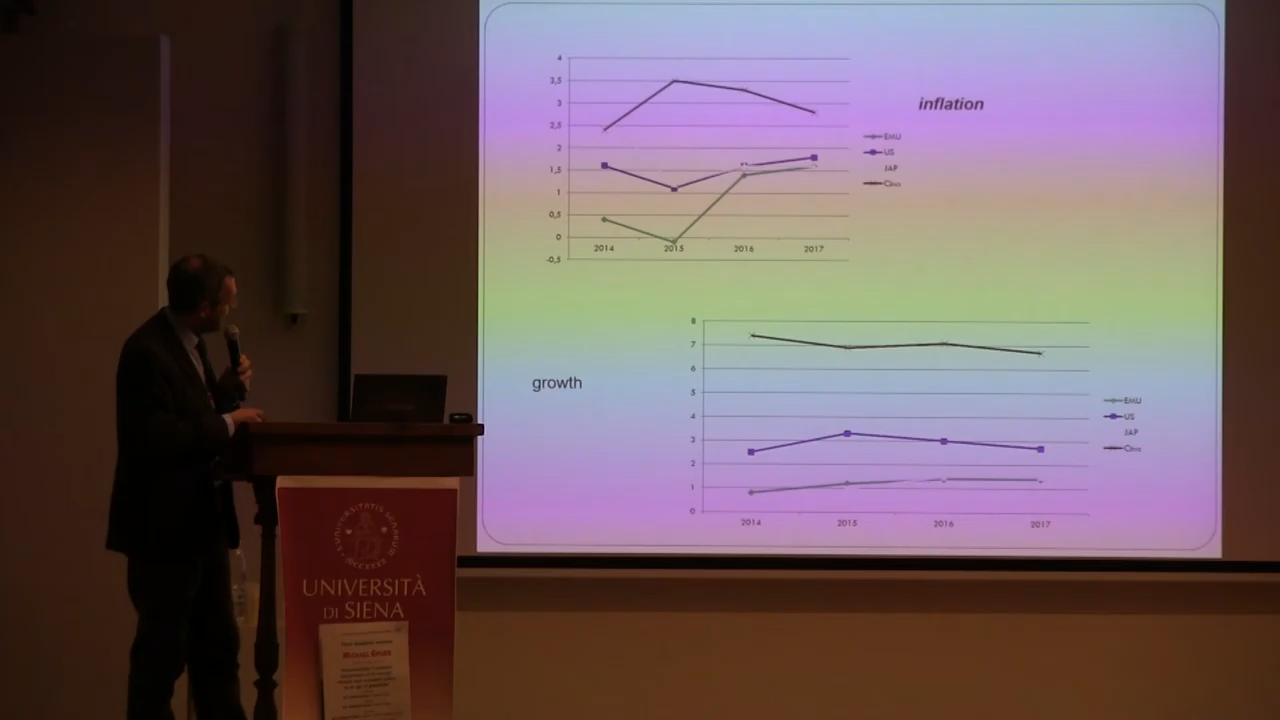 inflation
4
3,5
3
2,5
2
1,5
1
0,5
0
-0,5
2014 2015 2016 2017
EMU
US
JAP
Cina
growth
8
7
6
5
4
3
2
1
0
2014 2015 2016 2017
EMU
US
JAP
Cina
UNIVERSITÀ
DI SIENA